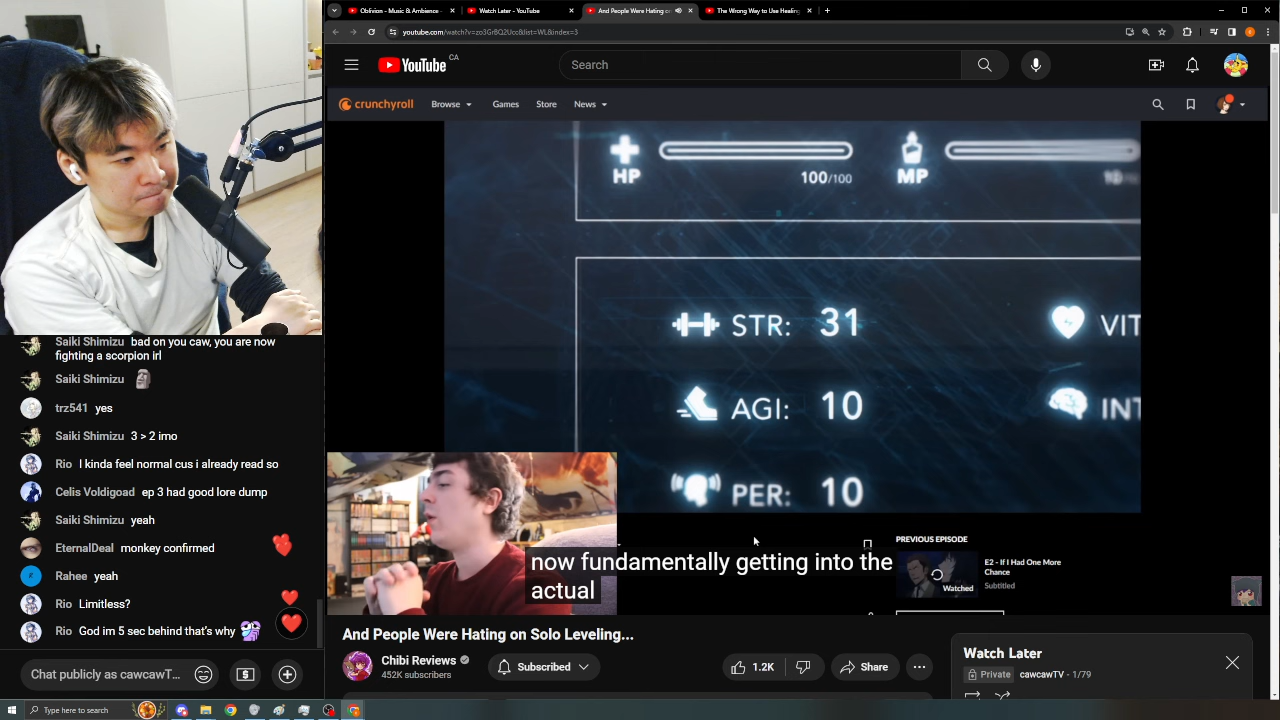 Oblivion - Music & Ambience -
Watch Later - YouTube
And People Were Hating on
The Wrong Way to Use Healing
youtube.com/watch?v=zo3GrBQ2Ucc&list=WL&index=3
YouTube CA
Search
crunchyroll
Browse
Games
Store
News
HP
100/100
MP
STR: 31
VIT
AGI: 10
INT
PER: 10
now fundamentally getting into the
actual
PREVIOUS EPISODE
E2 - If I Had One More
Chance
Watched
Subtitled
And People Were Hating on Solo Leveling...
Chibi Reviews
452K subscribers
Subscribed
1.2K
Share
Watch Later
Private
cawcawTV - 1/79
Saiki Shimizu bad on you caw, you are now
fighting a scorpion irl
Saiki Shimizu
trz541 yes
Saiki Shimizu 3 > 2 imo
Rio I kinda feel normal cus i already read so
Celis Voldigoad ep 3 had good lore dump
Saiki Shimizu yeah
EternalDeal monkey confirmed
Rahee yeah
Rio Limitless?
Rio God im 5 sec behind that's why
Chat publicly as cawcawT...
Type here to search